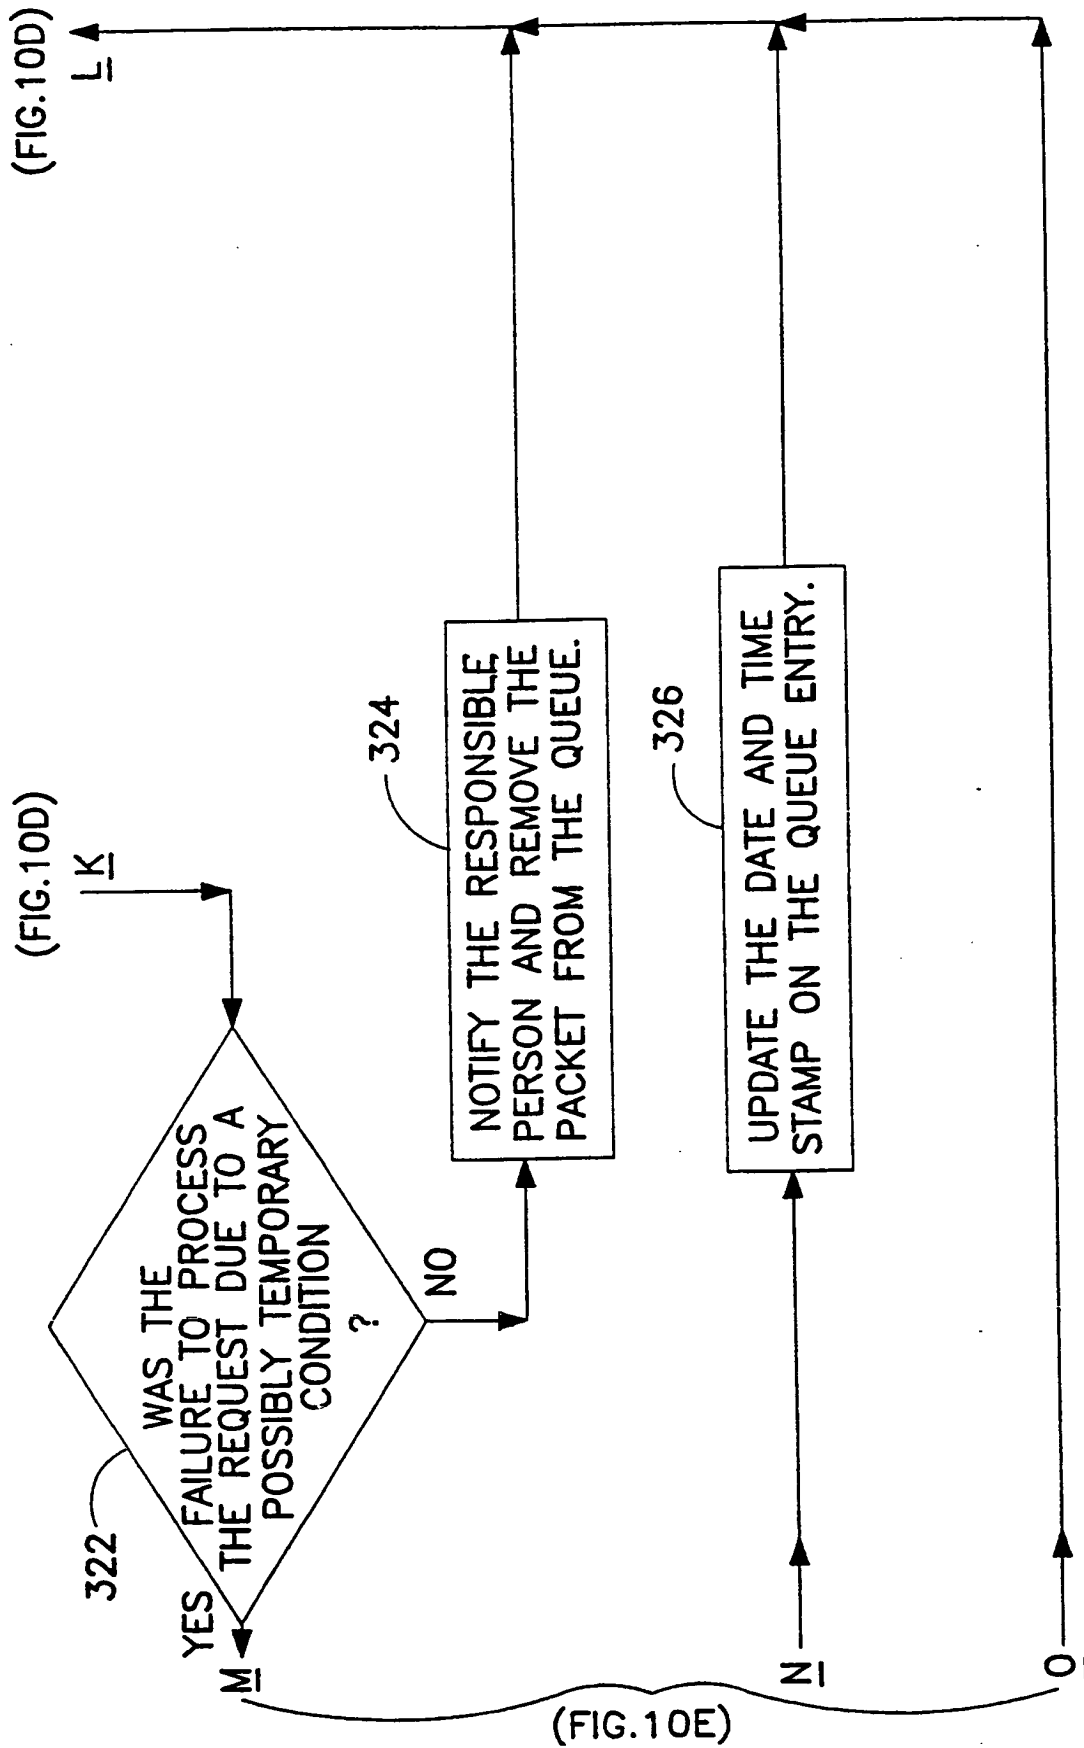 (FIG.10D)
K
(FIG.10D)
L
322
WAS THE
FAILURE TO PROCESS
THE REQUEST DUE TO A
POSSIBLY TEMPORARY
CONDITION
?
YES
M
NO
324
NOTIFY THE RESPONSIBLE
PERSON AND REMOVE THE
PACKET FROM THE QUEUE.
326
UPDATE THE DATE AND TIME
STAMP ON THE QUEUE ENTRY.
N
O
(FIG.10E)